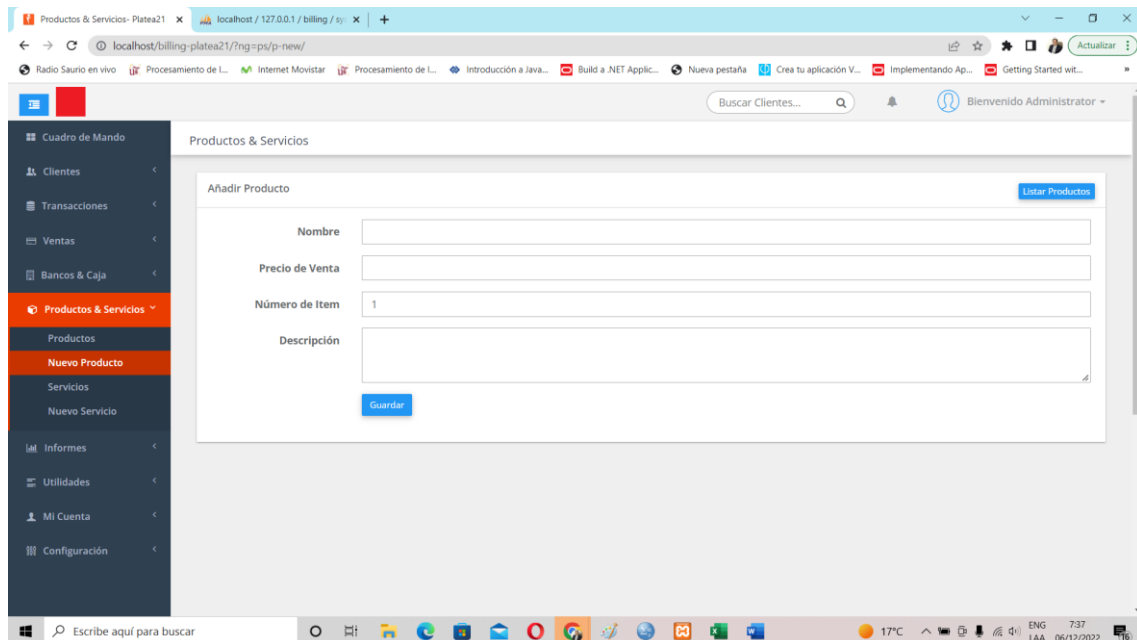 Productos & Servicios- Platea21
localhost / 127.0.0.1 / billing / sy
localhost/billing-platea21/?ng=ps/p-new/
Actualizar
Radio Saurio en vivo
Procesamiento de l...
Internet Movistar
Procesamiento de l...
Introducción a Java...
Build a .NET Applic...
Nueva pestaña
Crea tu aplicación V...
Implementando Ap...
Getting Started wit...
»
Buscar Clientes...
Bienvenido Administrator
Cuadro de Mando
Clientes
Transacciones
Ventas
Bancos & Caja
Productos & Servicios
Productos
Nuevo Producto
Servicios
Nuevo Servicio
Informes
Utilidades
Mi Cuenta
Configuración
Productos & Servicios
Añadir Producto
Listar Productos
Nombre
Precio de Venta
Número de Item
1
Descripción
Guardar
Escribe aquí para buscar
17°C
ENG
LAA
7:37
06/12/2022
16